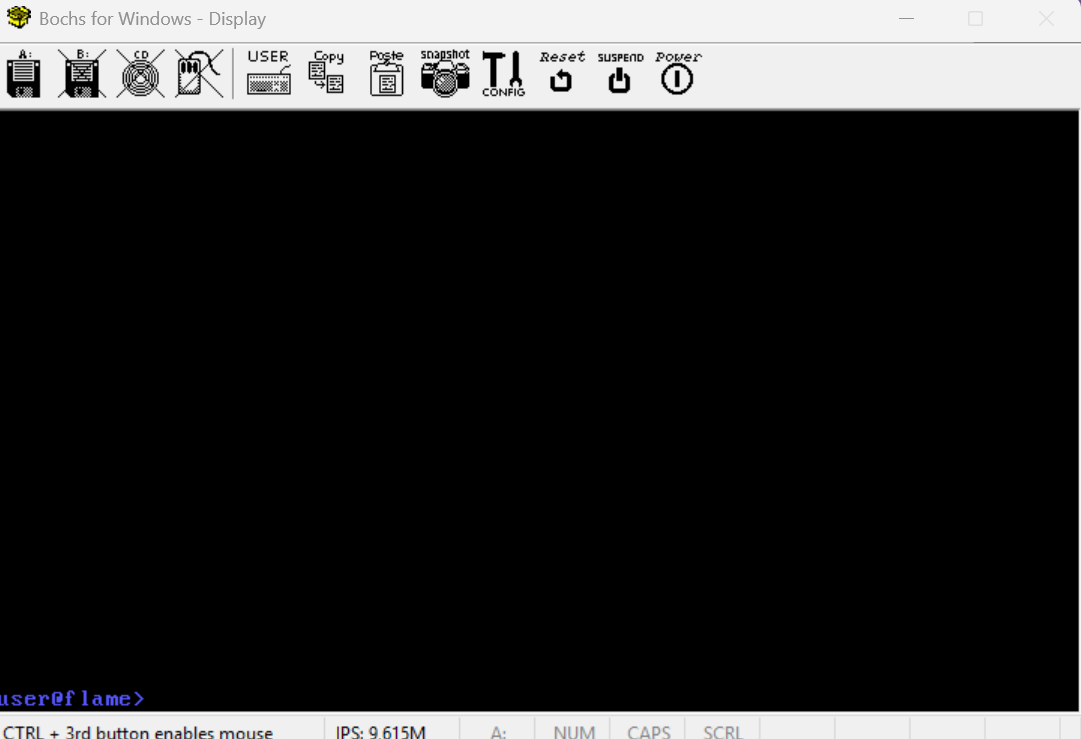 Bochs for Windows - Display
A: B: CD USER Copy Paste snapshot CONFIG Reset SUSPEND Power
user@flame>
CTRL + 3rd button enables mouse IPS: 9.615M A: NUM CAPS SCRL